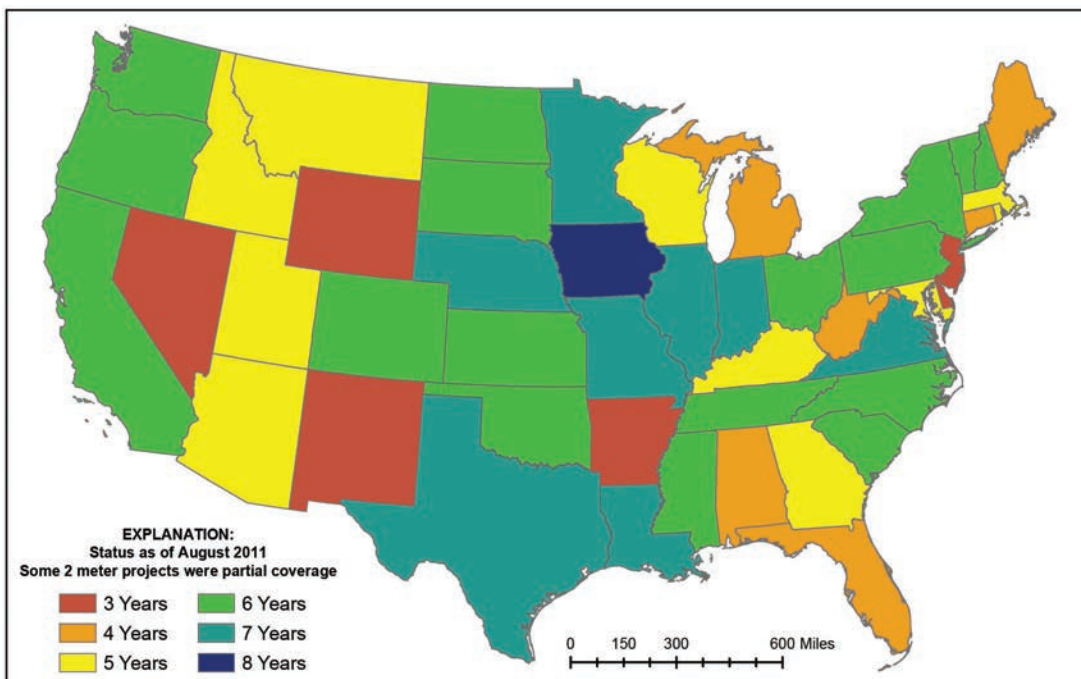 EXPLANATION:
Status as of August 2011
Some 2 meter projects were partial coverage
3 Years
6 Years
4 Years
7 Years
5 Years
8 Years
0 150 300 600 Miles